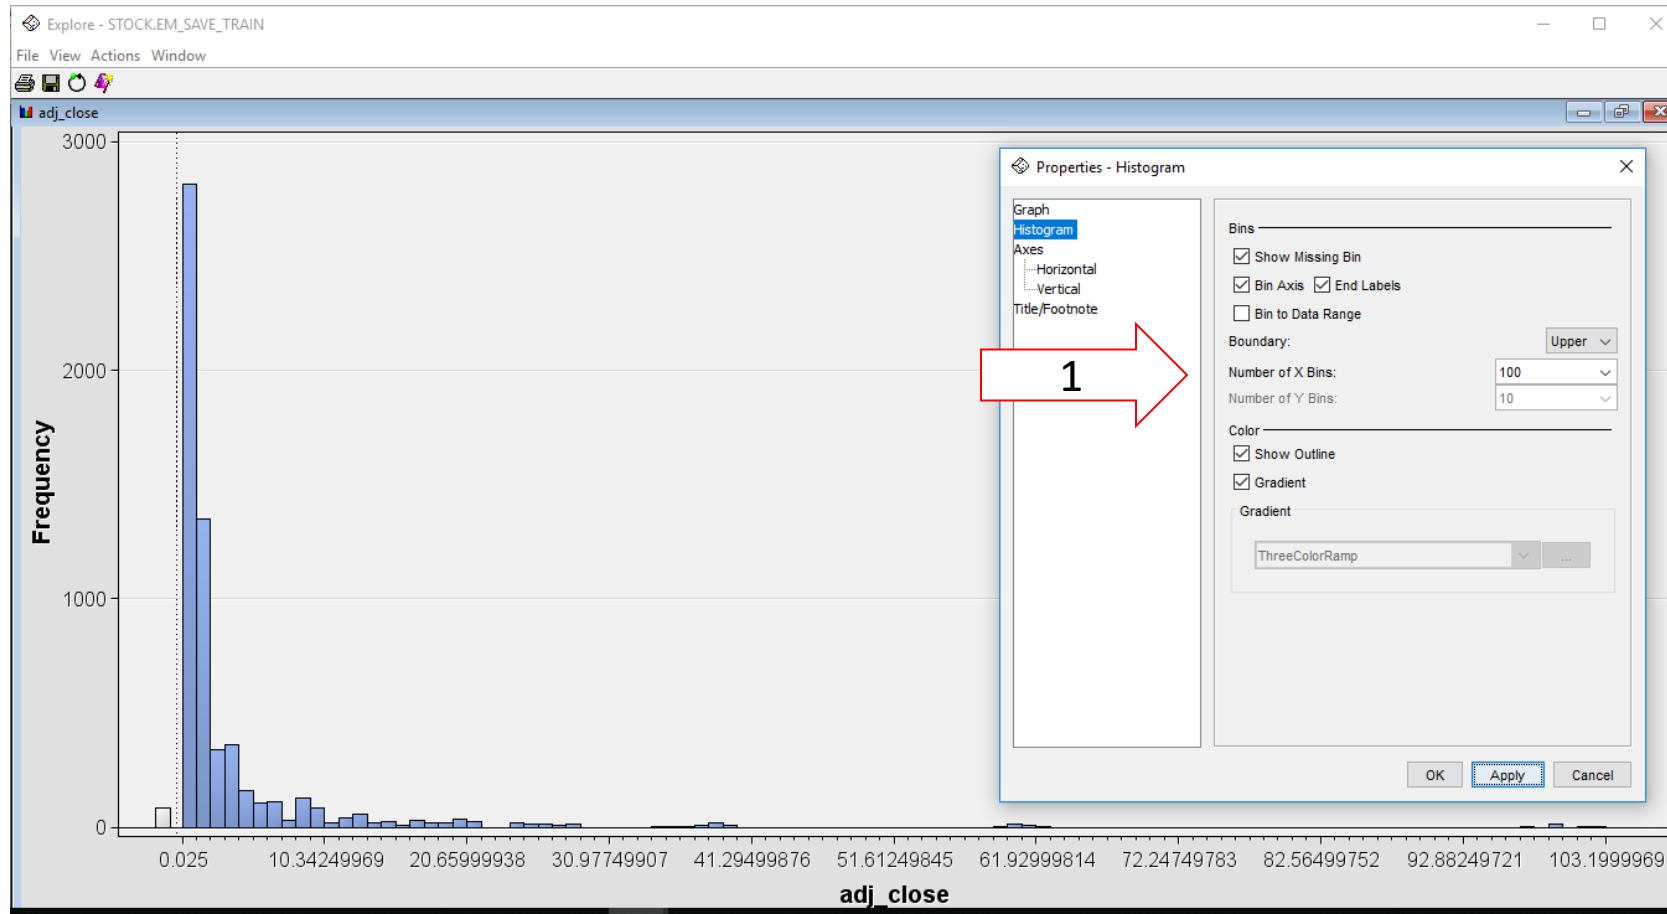 Explore - STOCK.EM_SAVE_TRAIN
File View Actions Window
adj_close
3000
2000
1000
0
Frequency
0.025 10.34249969 20.65999938 30.97749907 41.29499876 51.61249845 61.92999814 72.24749783 82.56499752 92.88249721 103.1999969
adj_close
Properties - Histogram
Graph
Histogram
Axes
Horizontal
Vertical
Title/Footnote
Bins
Show Missing Bin
Bin Axis End Labels
Bin to Data Range
Boundary: Upper
Number of X Bins: 100
Number of Y Bins: 10
Color
Show Outline
Gradient
Gradient
ThreeColorRamp ...
OK Apply Cancel
1